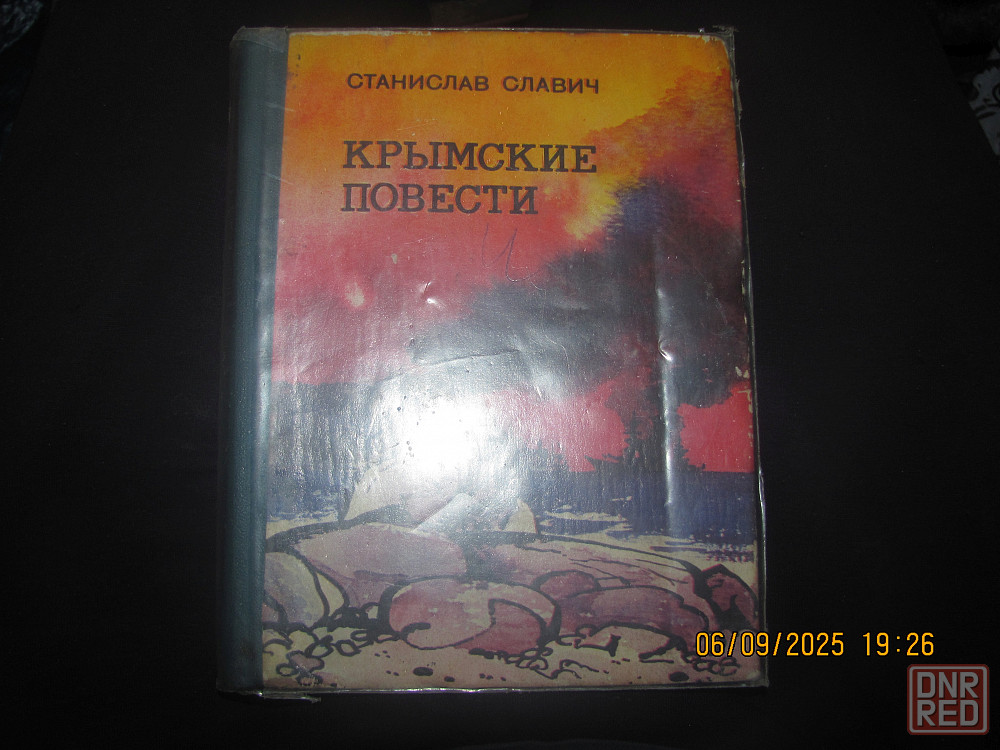 СТАНИСЛАВ СЛАВИЧ
КРЫМСКИЕ
ПОВЕСТИ
06/09/2025 19:26
DNR
RED